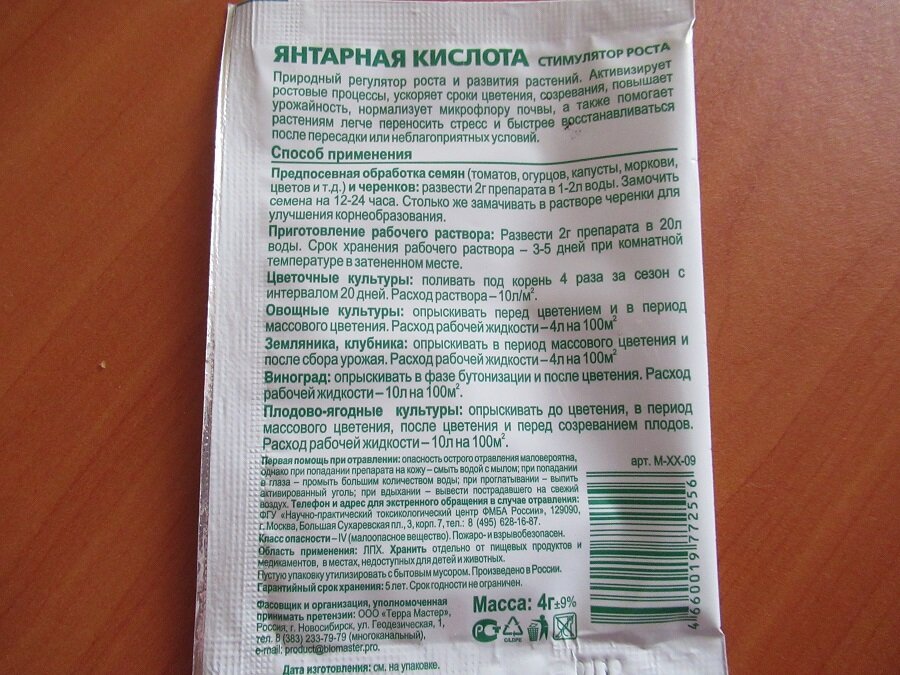 ЯНТАРНАЯ КИСЛОТА СТИМУЛЯТОР РОСТА
Природный регулятор роста и развития растений. Активизирует
ростовые процессы, ускоряет сроки цветения, созревания, повышает
урожайность, нормализует микрофлору почвы, а также помогает
растениям легче переносить стресс и быстрее восстанавливаться
после пересадки или неблагоприятных условий.
Способ применения
Предпосевная обработка семян (томатов, огурцов, капусты, моркови,
цветов и т.д.) и черенков: развести 2г препарата в 1-2л воды. Замочить
семена на 12-24 часа. Столько же замачивать в растворе черенки для
улучшения корнеобразования.
Приготовление рабочего раствора: Развести 2г препарата в 20л
воды. Срок хранения рабочего раствора – 3-5 дней при комнатной
температуре в затененном месте.
Цветочные культуры: поливать под корень 4 раза за сезон с
интервалом 20 дней. Расход раствора – 10л/м².
Овощные культуры: опрыскивать перед цветением и в период
массового цветения. Расход рабочей жидкости – 4л на 100м²
Земляника, клубника: опрыскивать в период массового цветения и
после сбора урожая. Расход рабочей жидкости – 4л на 100м²
Виноград: опрыскивать в фазе бутонизации и после цветения. Расход
рабочей жидкости – 10л на 100м².
Плодово-ягодные культуры: опрыскивать до цветения, в период
массового цветения, после цветения и перед созреванием плодов.
Расход рабочей жидкости – 10л на 100м².
Первая помощь при отравлении: опасность острого отравления маловероятна,
однако при попадании препарата на кожу – смыть водой с мылом; при попадании
в глаза – промыть большим количеством воды; при проглатывании – выпить
активированный уголь; при вдыхании – вывести пострадавшего на свежий
воздух. Телефон и адрес для экстренного обращения в случае отравления:
ФГУ «Научно-практический токсикологический центр ФМБА России», 129090,
г. Москва, Большая Сухаревская пл., 3, корп. 7, тел.: 8 (495) 628-16-87.
Класс опасности – IV (малоопасное вещество). Пожаро- и взрывобезопасен.
Область применения: ЛПХ. Хранить отдельно от пищевых продуктов и
медикаментов, в местах, недоступных для детей и животных.
Пустую упаковку утилизировать с бытовым мусором. Произведено в России.
Гарантийный срок хранения: 5 лет. Срок годности не ограничен.
Фасовщик и организация, уполномоченная
принимать претензии: ООО «Терра Мастер»,
Россия, г. Новосибирск, ул. Геодезическая, 1,
тел. 8 (383) 233-79-79 (многоканальный),
e-mail: product@biomaster.pro.
Дата изготовления: см. на упаковке.
Масса: 4г±9%
РСТ
C/LDPE
арт. М-ХХ-09
4 660019 772556